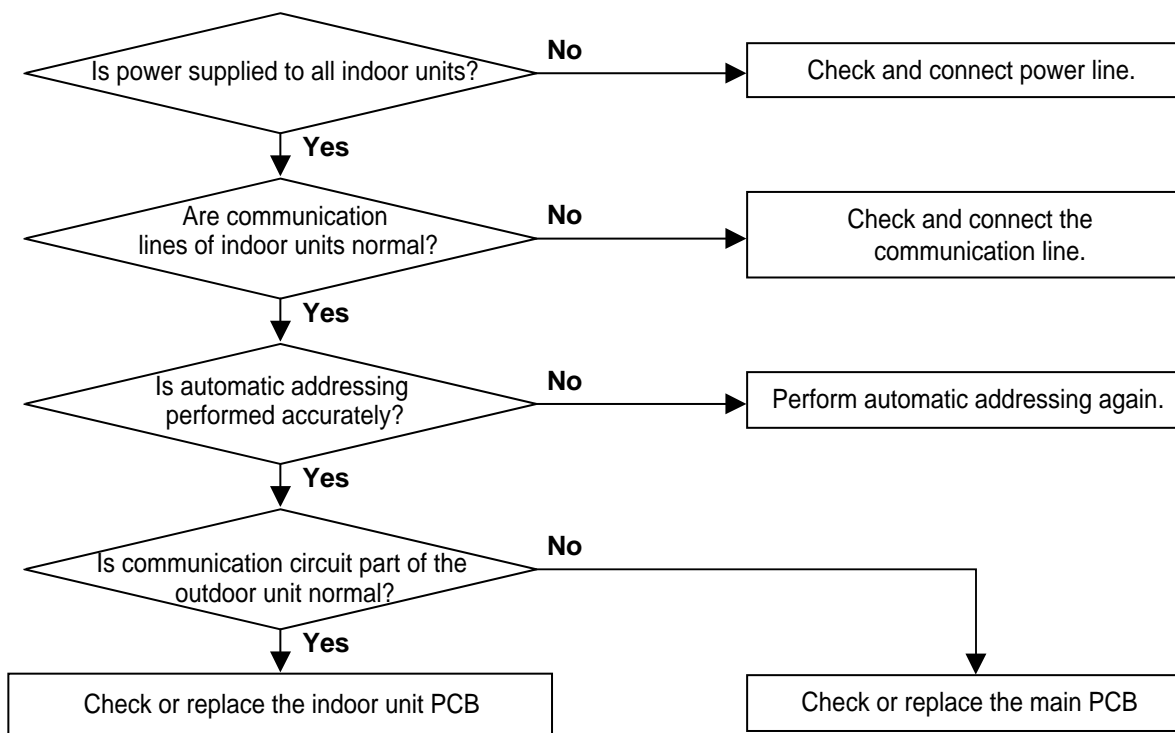 Is power supplied to all indoor units?
No
Check and connect power line.
Yes
Are communication
lines of indoor units normal?
No
Check and connect the
communication line.
Yes
Is automatic addressing
performed accurately?
No
Perform automatic addressing again.
Yes
Is communication circuit part of the
outdoor unit normal?
No
Yes
Check or replace the indoor unit PCB
Check or replace the main PCB